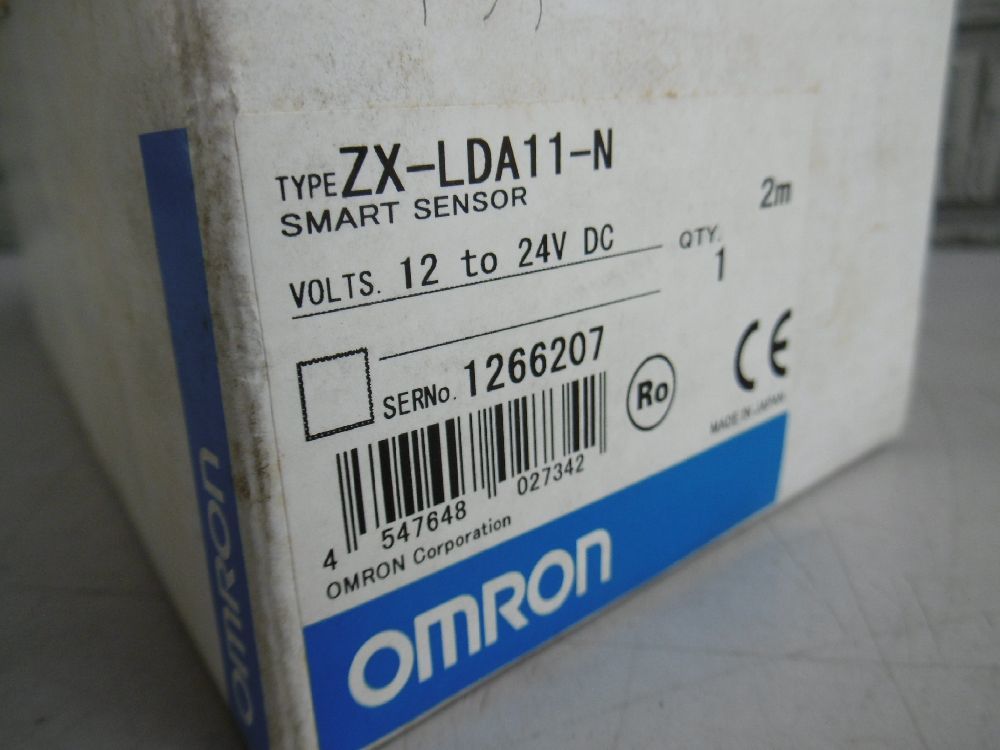 TYPE ZX-LDA11-N
SMART SENSOR
2m
VOLTS. 12 to 24V DC
QTY.
1
SERNo. 1266207
Ro
CE
MADE IN JAPAN
4 547648 027342
OMRON Corporation
OMRON
OMRON